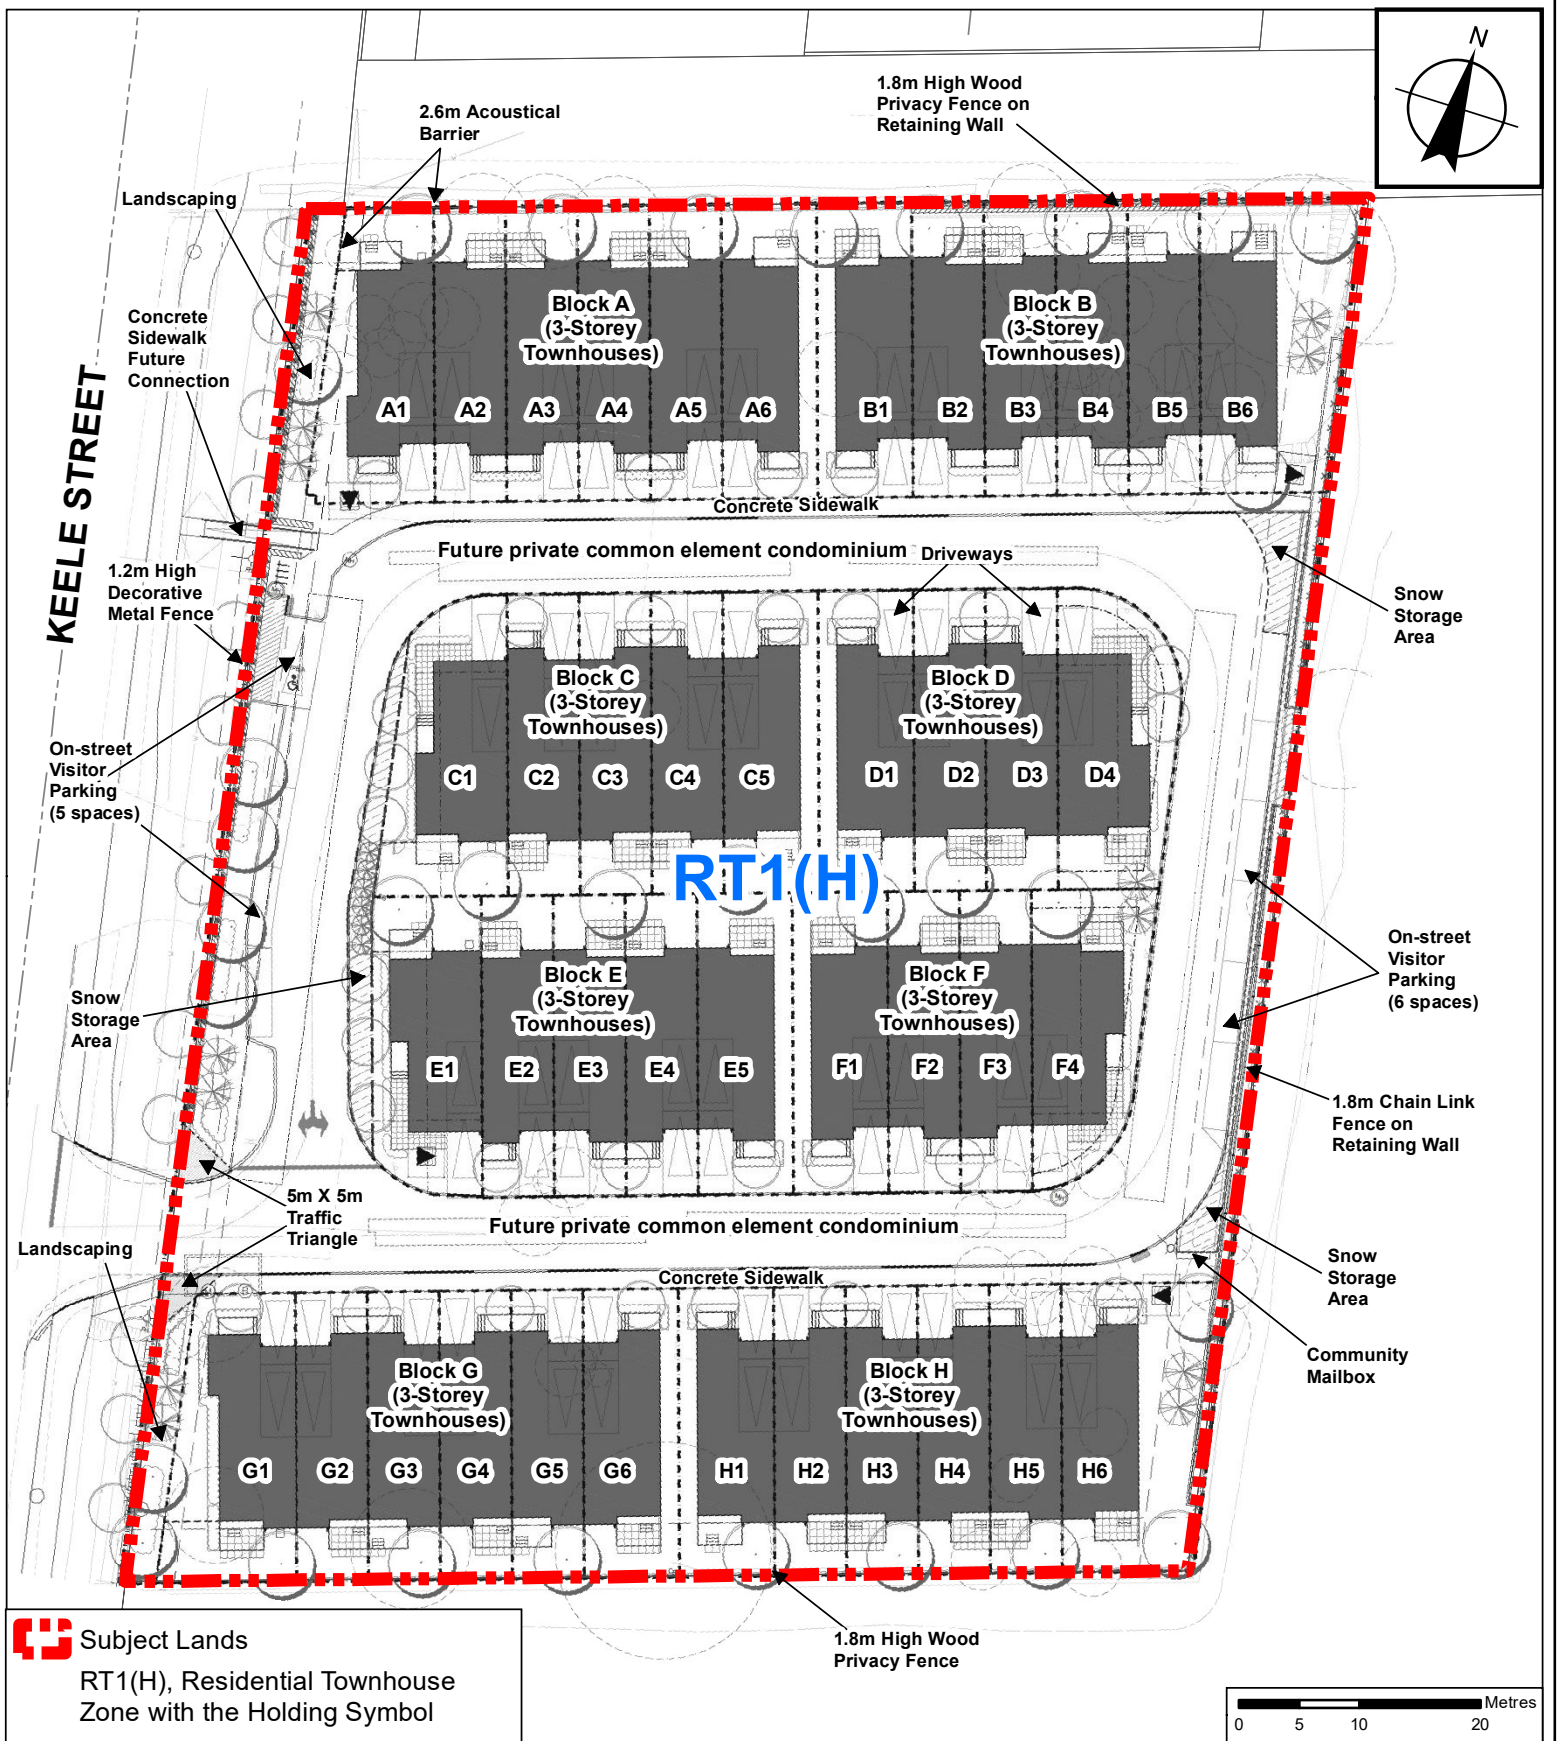 N
1.8m High Wood
Privacy Fence on
Retaining Wall
2.6m Acoustical
Barrier
Landscaping
Concrete
Sidewalk
Future
Connection
KEELE STREET
Block A
(3-Storey
Townhouses)
Block B
(3-Storey
Townhouses)
A1 A2 A3 A4 A5 A6
B1 B2 B3 B4 B5 B6
Concrete Sidewalk
Future private common element condominium
Driveways
1.2m High
Decorative
Metal Fence
Snow
Storage
Area
Block C
(3-Storey
Townhouses)
Block D
(3-Storey
Townhouses)
C1 C2 C3 C4 C5
D1 D2 D3 D4
On-street
Visitor
Parking
(5 spaces)
RT1(H)
On-street
Visitor
Parking
(6 spaces)
Snow
Storage
Area
Block E
(3-Storey
Townhouses)
Block F
(3-Storey
Townhouses)
E1 E2 E3 E4 E5
F1 F2 F3 F4
1.8m Chain Link
Fence on
Retaining Wall
5m X 5m
Traffic
Triangle
Landscaping
Future private common element condominium
Concrete Sidewalk
Snow
Storage
Area
Community
Mailbox
Block G
(3-Storey
Townhouses)
Block H
(3-Storey
Townhouses)
G1 G2 G3 G4 G5 G6
H1 H2 H3 H4 H5 H6
1.8m High Wood
Privacy Fence
Subject Lands
RT1(H), Residential Townhouse
Zone with the Holding Symbol
Metres
0 5 10 20